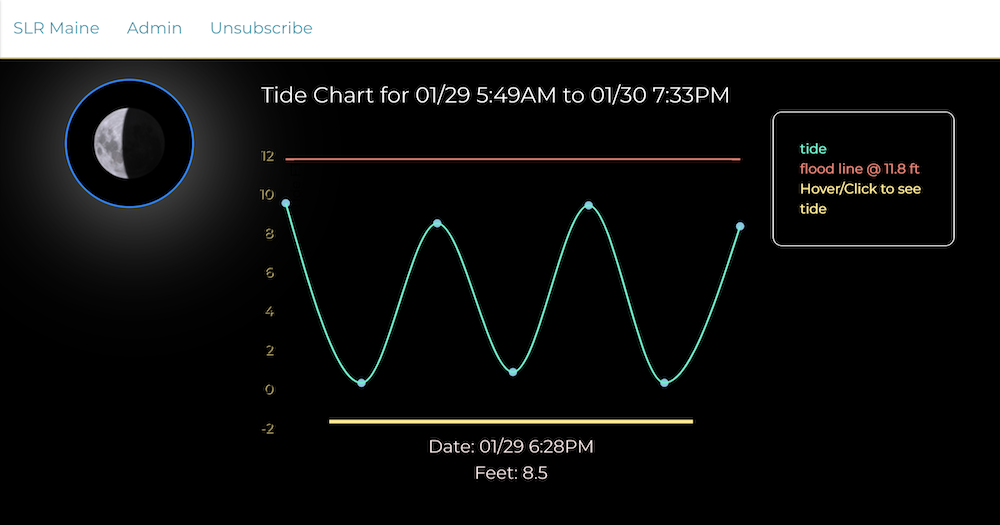 SLR Maine Admin Unsubscribe
Tide Chart for 01/29 5:49AM to 01/30 7:33PM
12
10
8
6
4
2
0
-2
tide
flood line @ 11.8 ft
Hover/Click to see
tide
Date: 01/29 6:28PM
Feet: 8.5